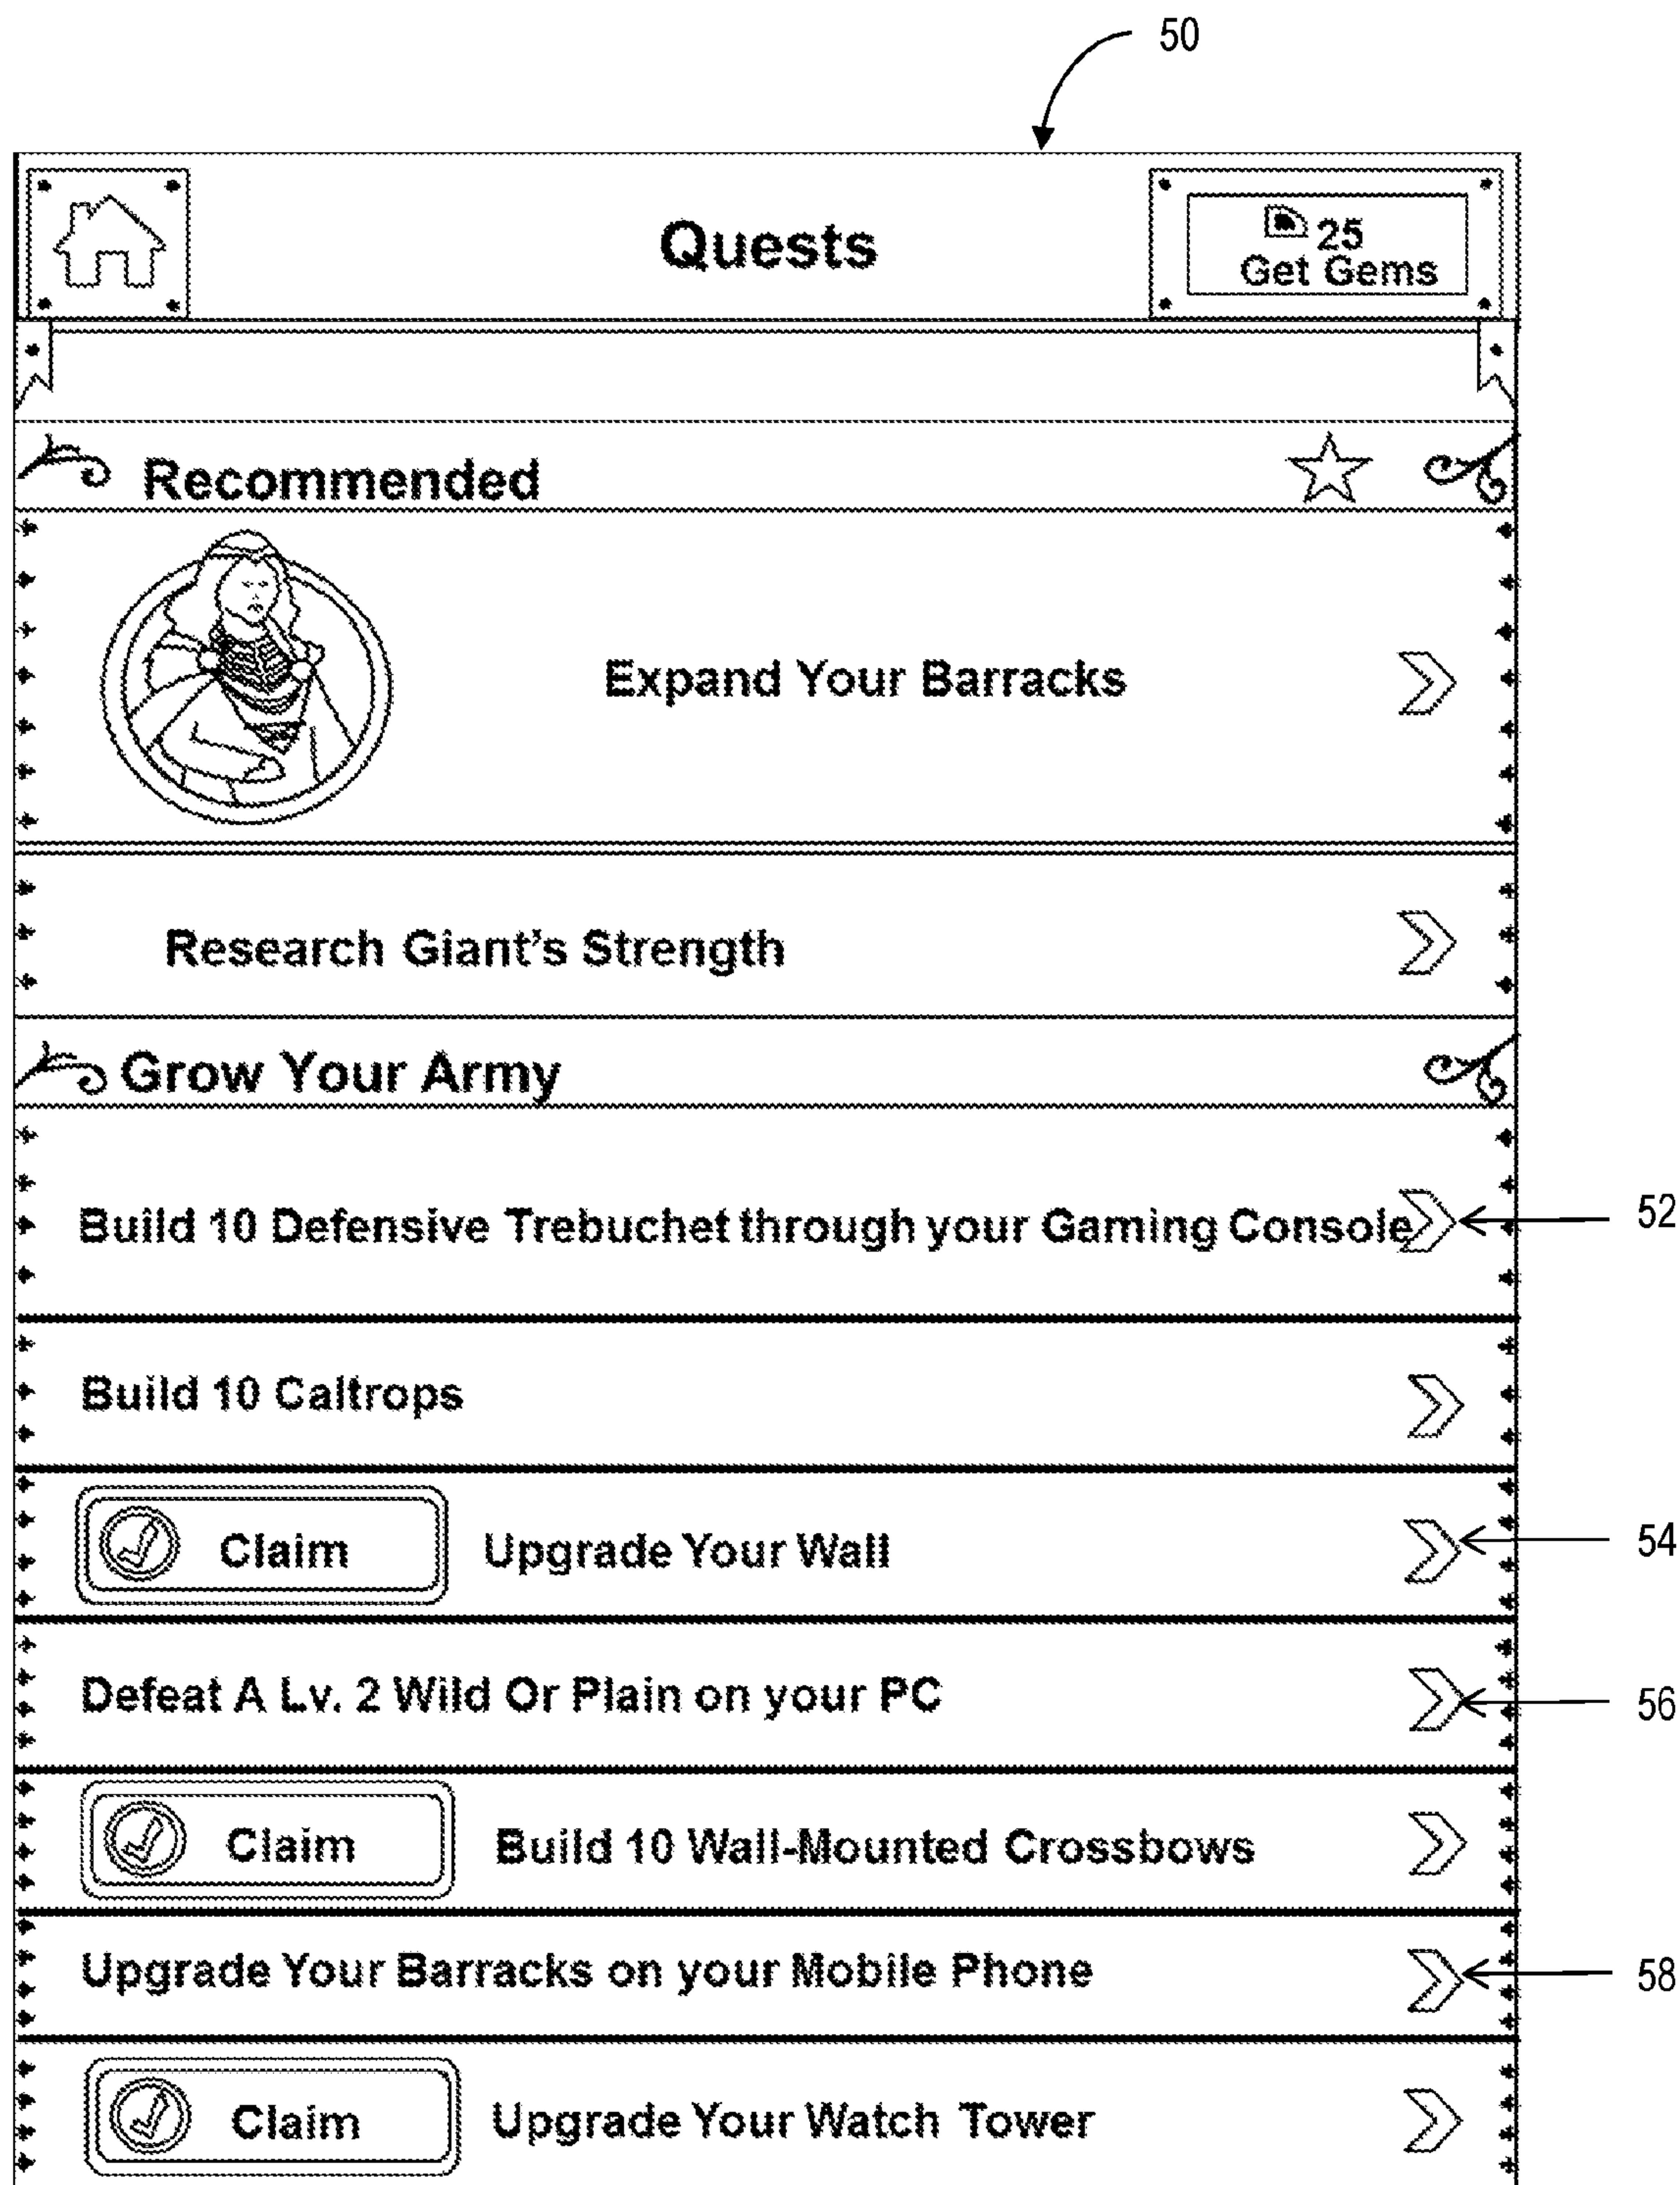 50
Quests
25
Get Gems
Recommended
Expand Your Barracks
Research Giant's Strength
Grow Your Army
Build 10 Defensive Trebuchet through your Gaming Console
52
Build 10 Caltrops
Claim Upgrade Your Wall
54
Defeat A Lv. 2 Wild Or Plain on your PC
56
Claim Build 10 Wall-Mounted Crossbows
Upgrade Your Barracks on your Mobile Phone
58
Claim Upgrade Your Watch Tower